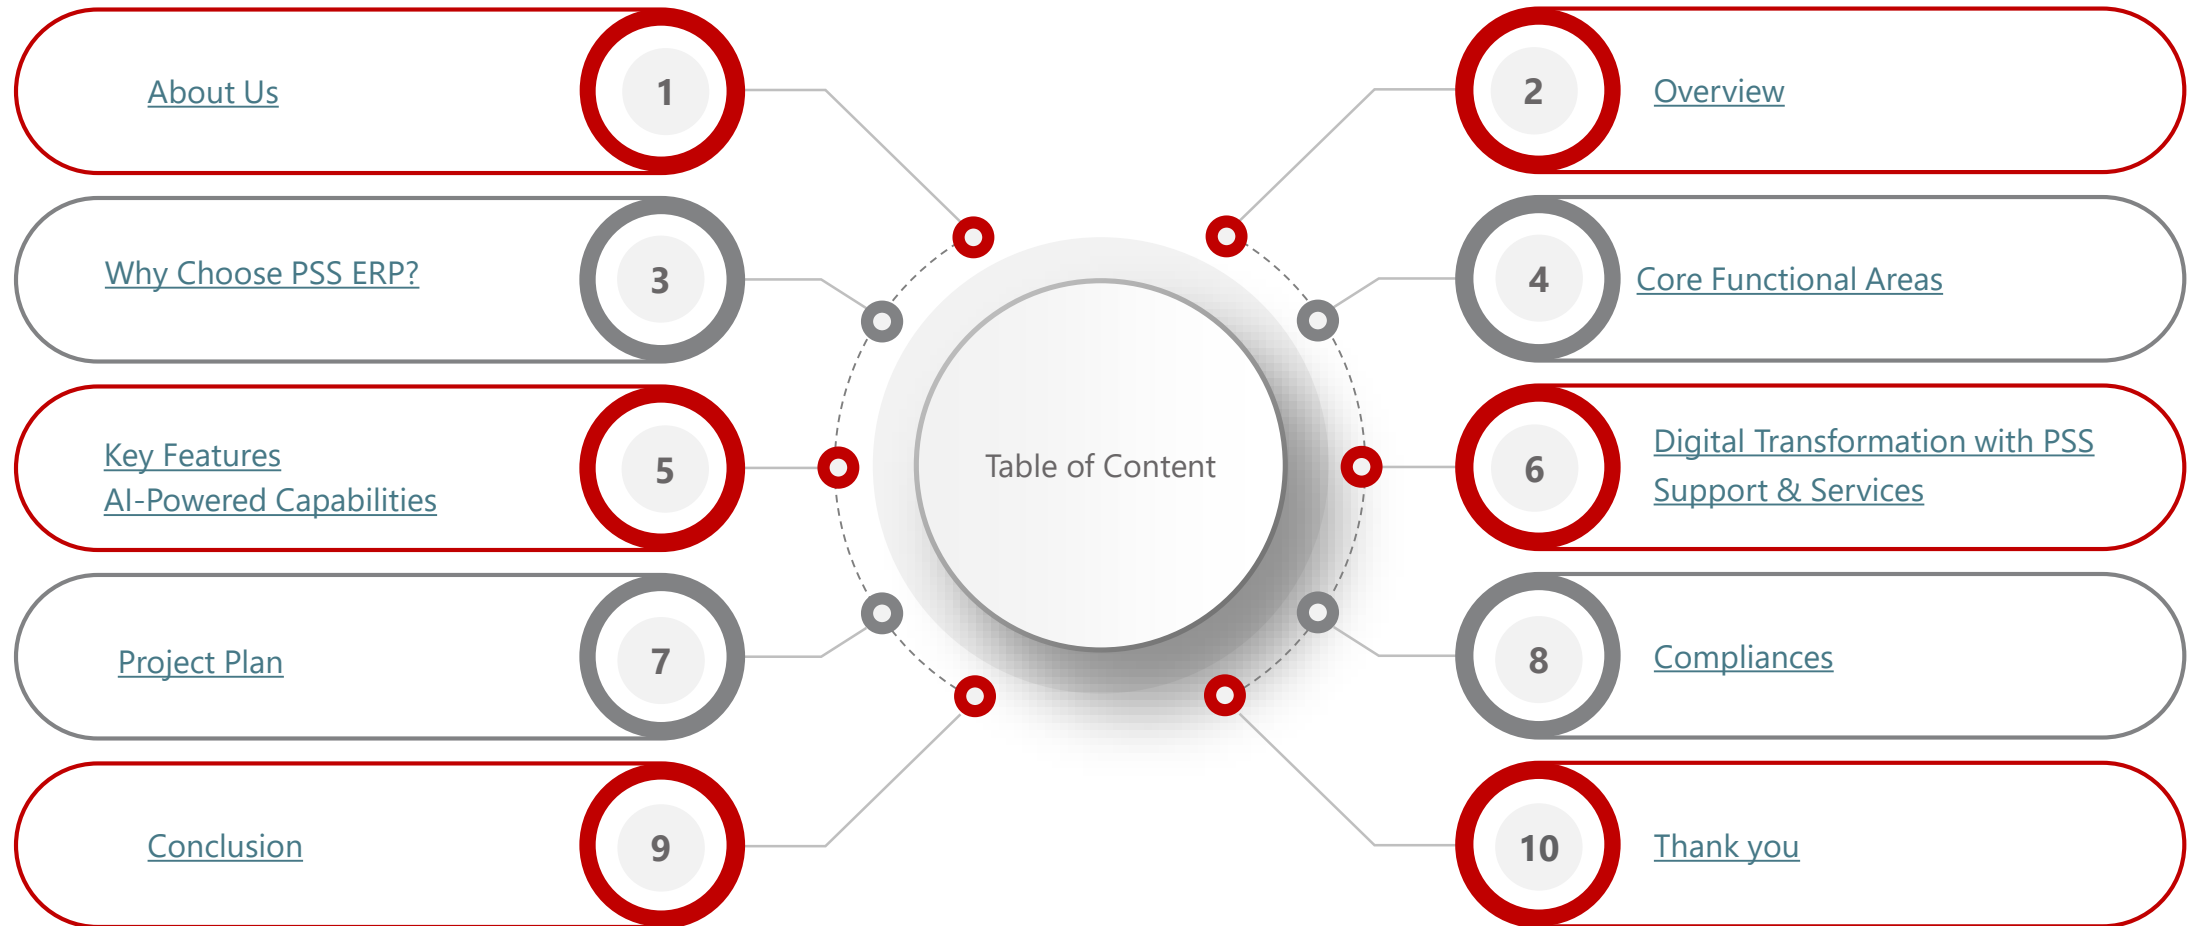 About Us
1
2
Overview
Why Choose PSS ERP?
3
4
Core Functional Areas
Key Features
AI-Powered Capabilities
5
Table of Content
6
Digital Transformation with PSS
Support & Services
Project Plan
7
8
Compliances
Conclusion
9
10
Thank you